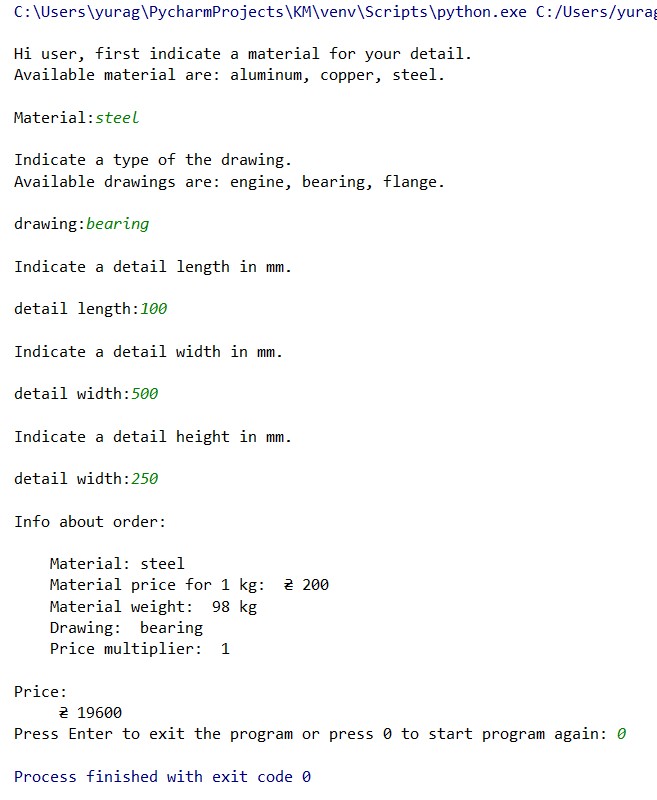 C:\Users\yurag\PycharmProjects\KM\venv\Scripts\python.exe C:/Users/yurag
Hi user, first indicate a material for your detail.
Available material are: aluminum, copper, steel.
Material:steel
Indicate a type of the drawing.
Available drawings are: engine, bearing, flange.
drawing:bearing
Indicate a detail length in mm.
detail length:100
Indicate a detail width in mm.
detail width:500
Indicate a detail height in mm.
detail width:250
Info about order:
Material: steel
Material price for 1 kg:  ₴ 200
Material weight:  98 kg
Drawing:  bearing
Price multiplier:  1
Price:
₴ 19600
Press Enter to exit the program or press 0 to start program again: 0
Process finished with exit code 0